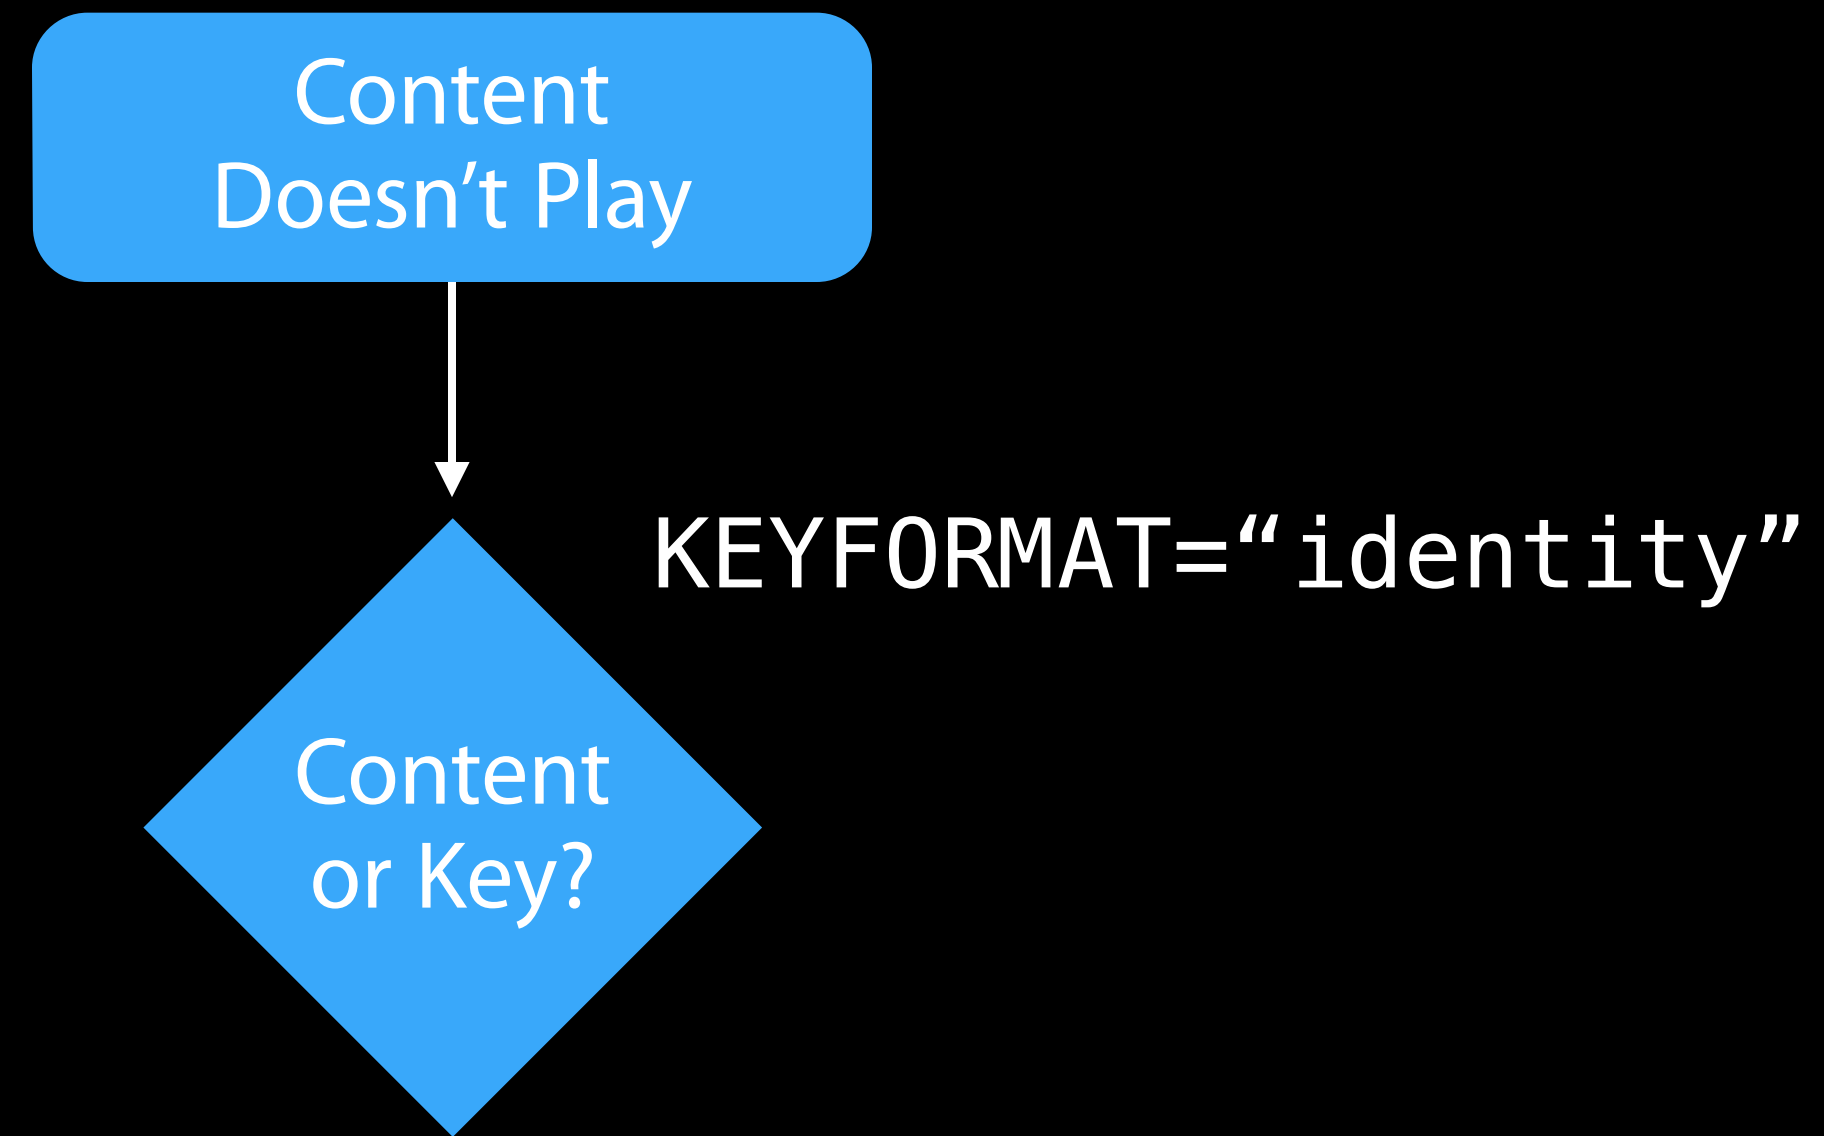 Content
Doesn’t Play
KEYFORMAT=“identity”
Content
or Key?